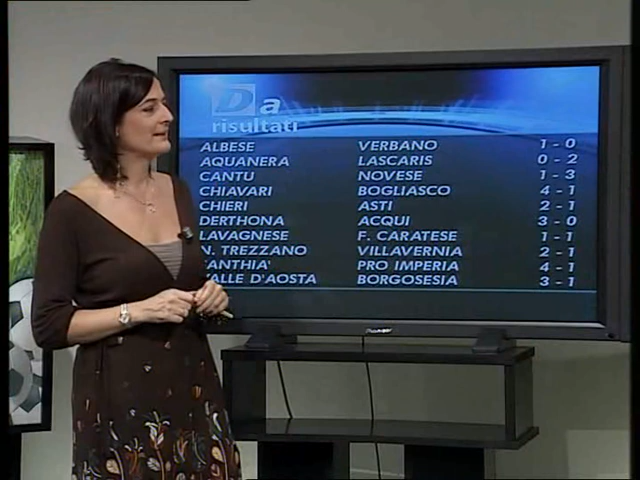 Da
risultati
ALBESE VERBANO 1 - 0
AQUANERA LASCARIS 0 - 2
CANTU NOVESE 1 - 3
CHIAVARI BOGLIASCO 4 - 1
CHIERI ASTI 2 - 1
DERTHONA ACQUI 3 - 0
LAVAGNESE F. CARATESE 1 - 1
N. TREZZANO VILLAVERNIA 2 - 1
ANTHIA' PRO IMPERIA 4 - 1
ALLE D'AOSTA BORGOSESIA 3 - 1
Pioneer